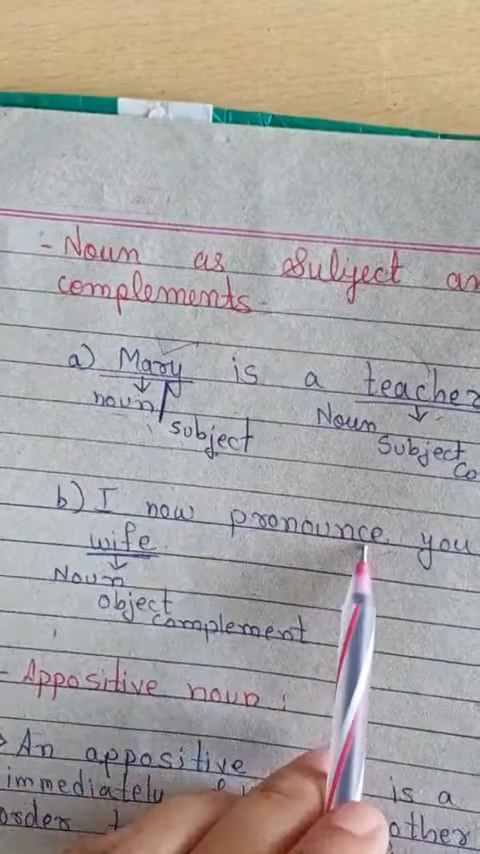 - Noun as Subject
complements.
a) Mary is a teacher
noun / Noun
subject Subject
b) I now pronounce you
wife
Noun
object
complement
- Appositive noun :
An appositive
immediately is a
order other